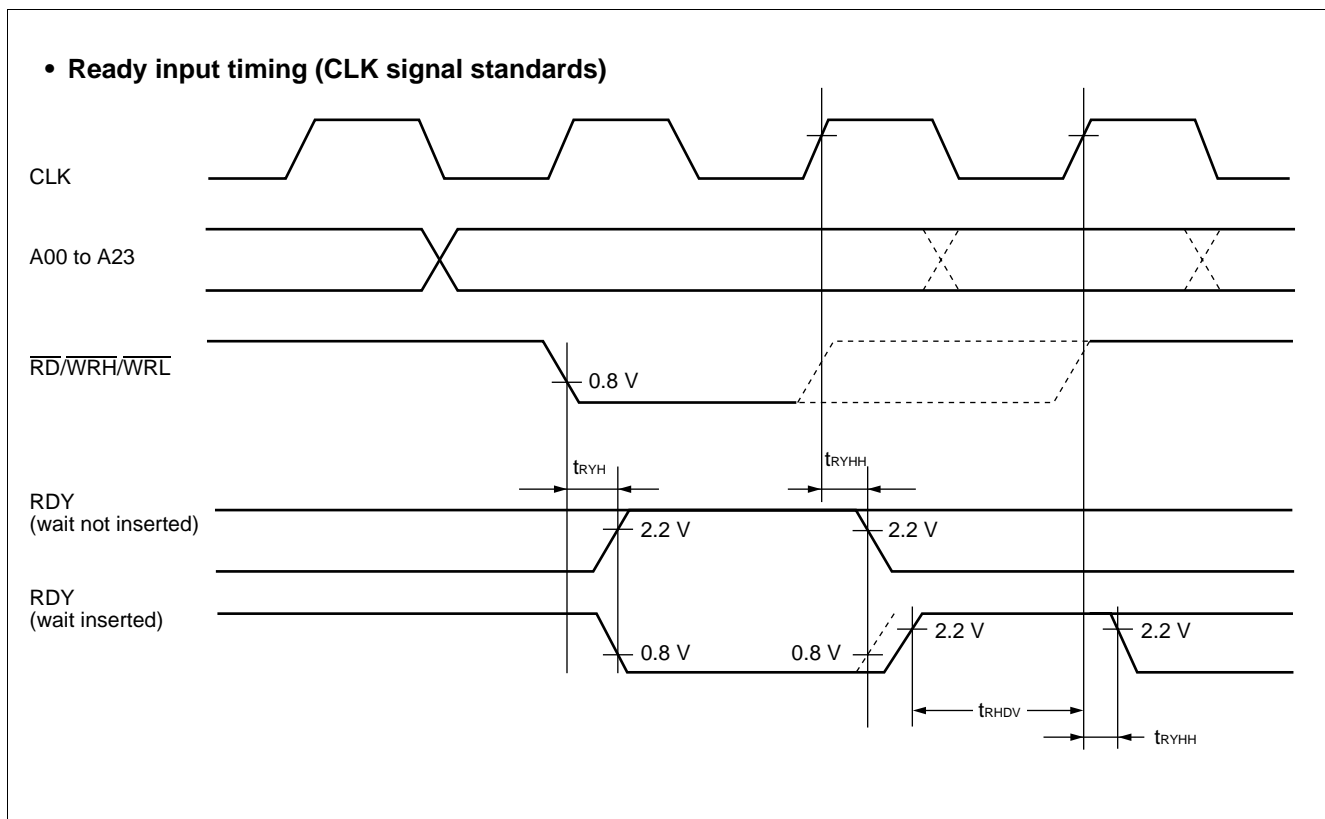 • Ready input timing (CLK signal standards)
CLK
A00 to A23
RD/WRH/WRL
0.8 V
tRYH
tRYHH
RDY
(wait not inserted)
2.2 V
2.2 V
RDY
(wait inserted)
0.8 V
0.8 V
2.2 V
2.2 V
tRHDV
tRYHH